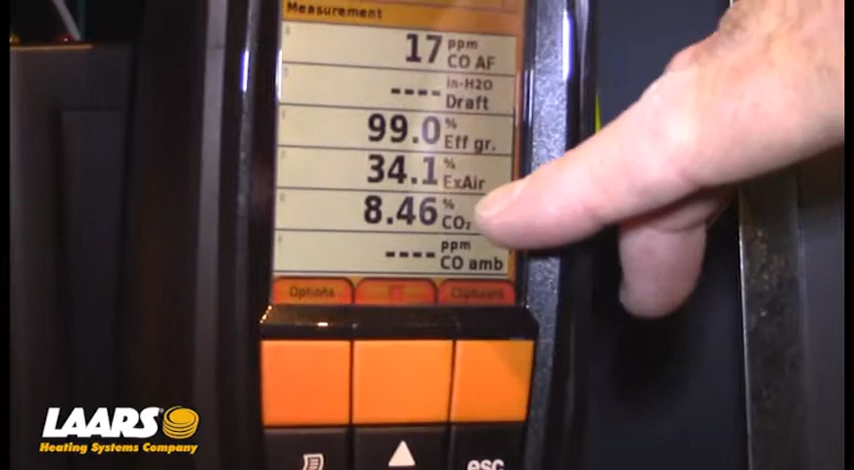 Measurement
17 ppm CO AF
---- in-H2O Draft
99.0 % Eff gr.
34.1 % ExAir
8.46 % CO₂
---- ppm CO amb
Options Clipboard
esc
LAARS
Heating Systems Company